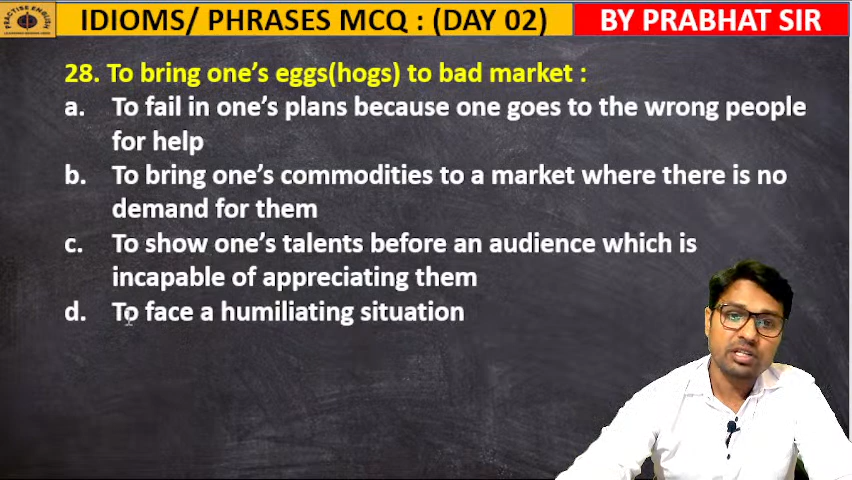 IDIOMS/ PHRASES MCQ : (DAY 02)
BY PRABHAT SIR
PRACTISE ENGLISH
28. To bring one's eggs(hogs) to bad market :
a. To fail in one's plans because one goes to the wrong people
for help
b. To bring one's commodities to a market where there is no
demand for them
c. To show one's talents before an audience which is
incapable of appreciating them
d. To face a humiliating situation